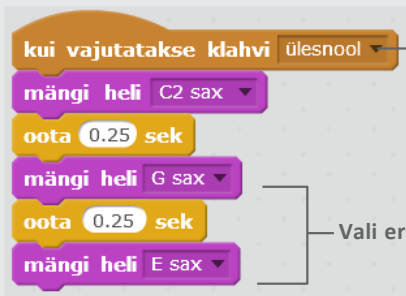 kui vajutatakse klahvi ülesnool
mängi heli C2 sax
oota 0.25 sek
mängi heli G sax
oota 0.25 sek
Vali er
mängi heli E sax